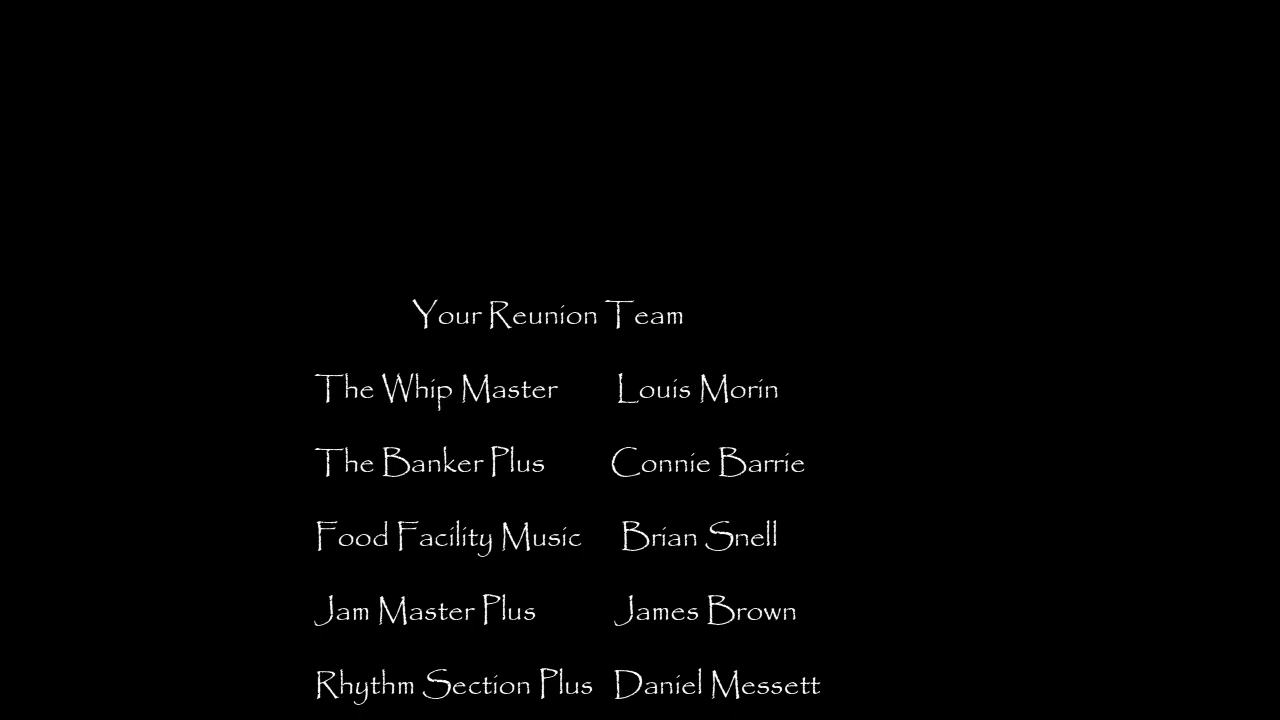 Your Reunion Team
The Whip Master Louis Morin
The Banker Plus Connie Barrie
Food Facility Music Brian Snell
Jam Master Plus James Brown
Rhythm Section Plus Daniel Messett